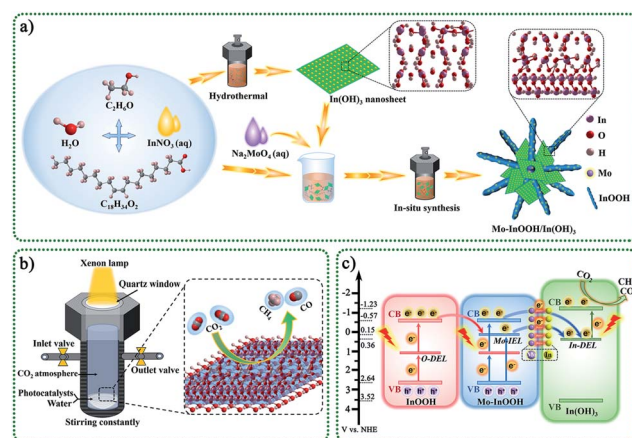 a)
C₂H₆O
H₂O
InNO₃ (aq)
C₁₈H₃₄O₂
Hydrothermal
In(OH)₃ nanosheet
Na₂MoO₄ (aq)
In-situ synthesis
Mo-InOOH/In(OH)₃
In
O
H
Mo
InOOH
b)
Xenon lamp
Quartz window
Inlet valve
CO₂ atmosphere
Outlet valve
Photocatalysts
Water
Stirring constantly
CO₂
CH₄
CO
c)
-2
-1
0
1
2
3
4
V vs. NHE
-1.23
-0.57
0.15
0.36
2.64
3.52
CB
e⁻ e⁻ e⁻
O-DEL
e⁻
e⁻
VB
h⁺ h⁺ h⁺
InOOH
CB
e⁻ e⁻
e⁻
Mo-IEL
e⁻
e⁻
VB
h⁺ h⁺ h⁺
Mo-InOOH
e⁻
e⁻
e⁻
In
CO₂
CB
e⁻ e⁻
e⁻
e⁻ e⁻
In-DEL
VB
In(OH)₃